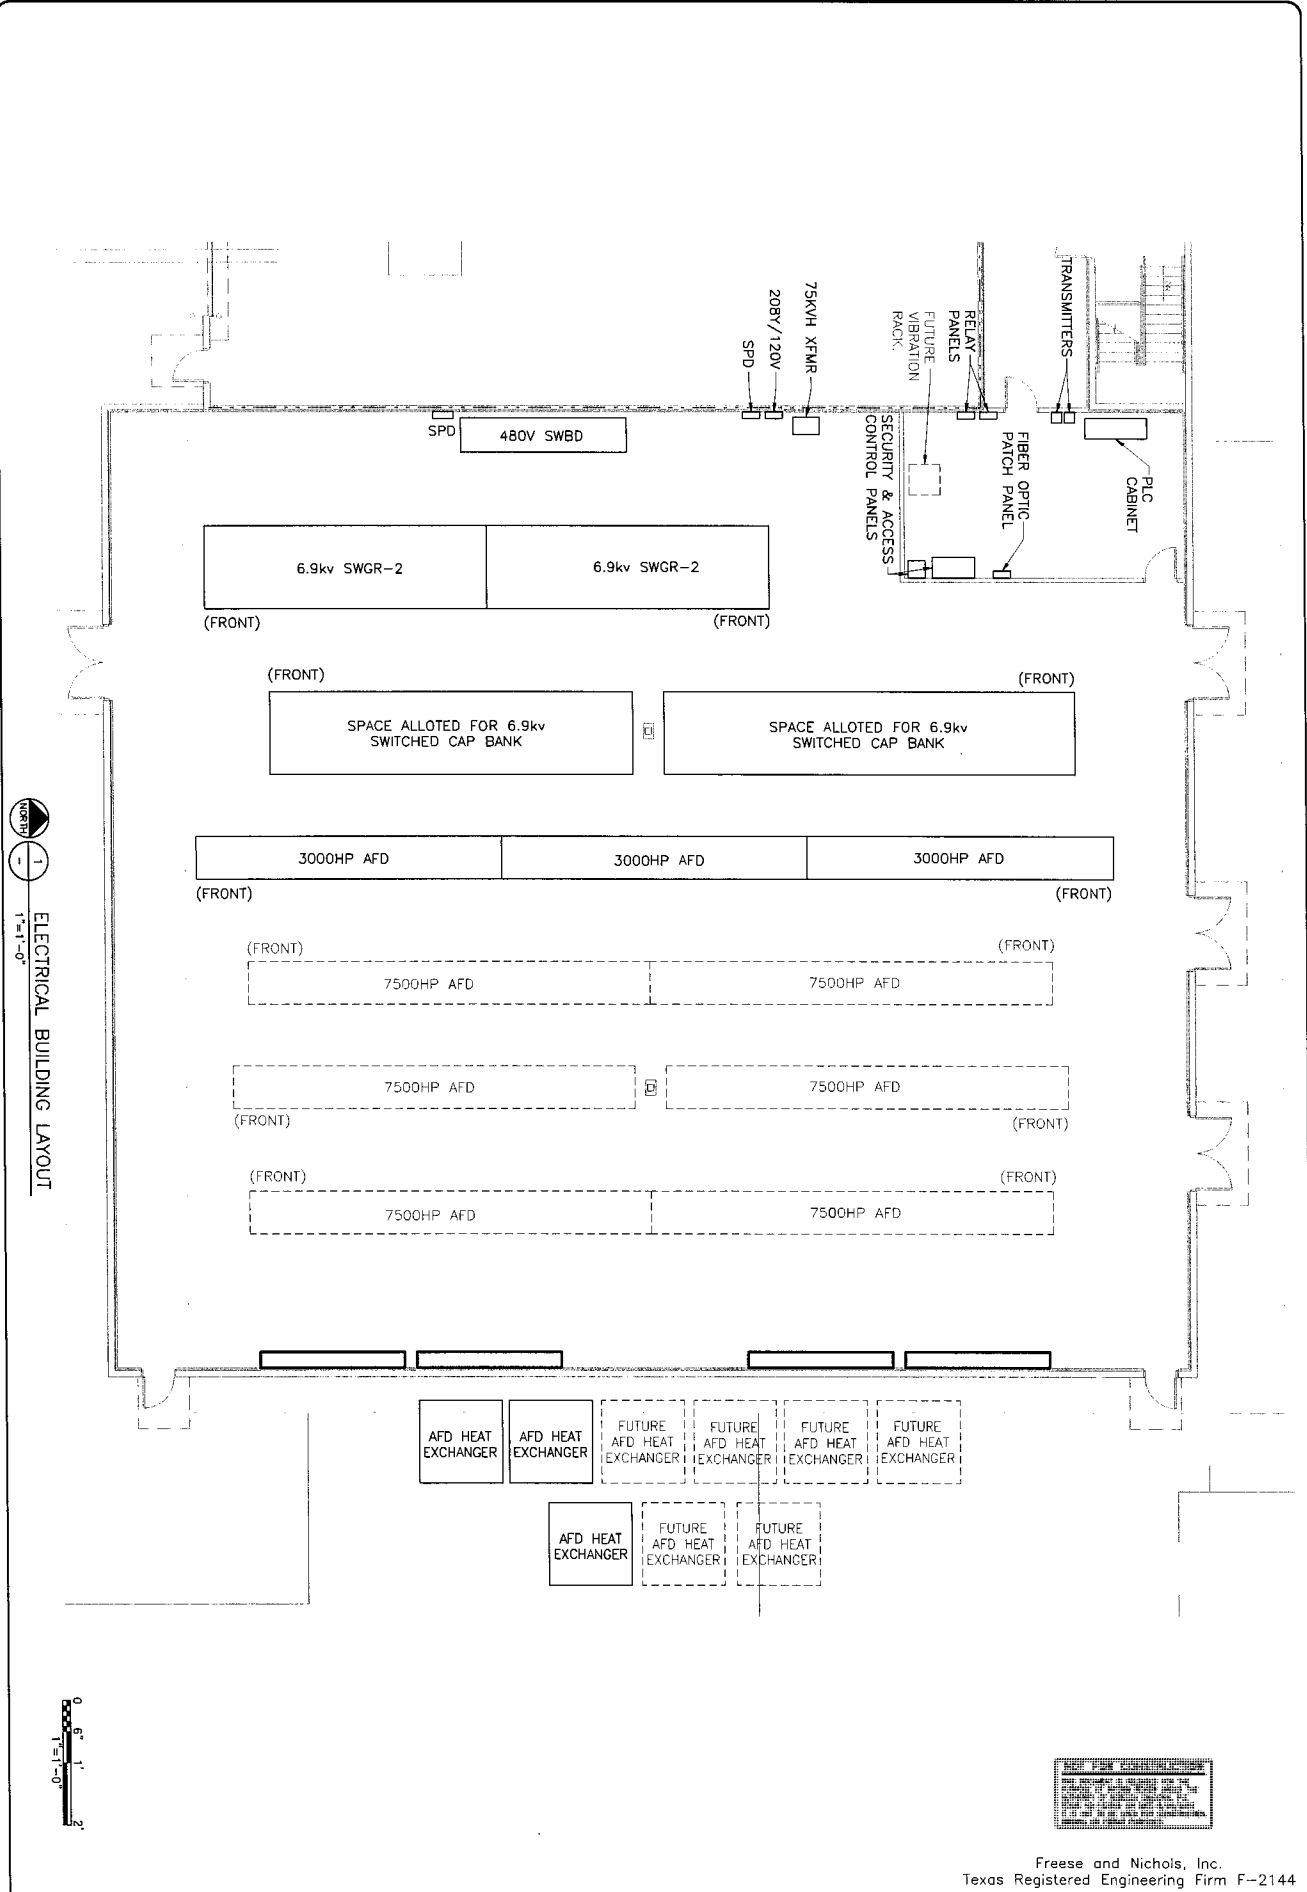 TRANSMITTERS
RELAY
PANELS
FUTURE
VIBRATION
RACK.
75KVH XFMR
208Y/120V
SPD
SPD
480V SWBD
SECURITY & ACCESS
CONTROL PANELS
FIBER OPTIC
PATCH PANEL
PLC
CABINET
6.9kv SWGR-2
6.9kv SWGR-2
(FRONT)
(FRONT)
(FRONT)
(FRONT)
SPACE ALLOTED FOR 6.9kv
SWITCHED CAP BANK
SPACE ALLOTED FOR 6.9kv
SWITCHED CAP BANK
3000HP AFD
3000HP AFD
3000HP AFD
(FRONT)
(FRONT)
(FRONT)
(FRONT)
7500HP AFD
7500HP AFD
7500HP AFD
7500HP AFD
(FRONT)
(FRONT)
(FRONT)
(FRONT)
7500HP AFD
7500HP AFD
AFD HEAT
EXCHANGER
AFD HEAT
EXCHANGER
FUTURE
AFD HEAT
EXCHANGER
FUTURE
AFD HEAT
EXCHANGER
FUTURE
AFD HEAT
EXCHANGER
FUTURE
AFD HEAT
EXCHANGER
AFD HEAT
EXCHANGER
FUTURE
AFD HEAT
EXCHANGER
FUTURE
AFD HEAT
EXCHANGER
NORTH
1
-
ELECTRICAL BUILDING LAYOUT
1"=1'-0"
0 6" 1' 2'
1"=1'-0"
NOT FOR CONSTRUCTION
Freese and Nichols, Inc.
Texas Registered Engineering Firm F-2144